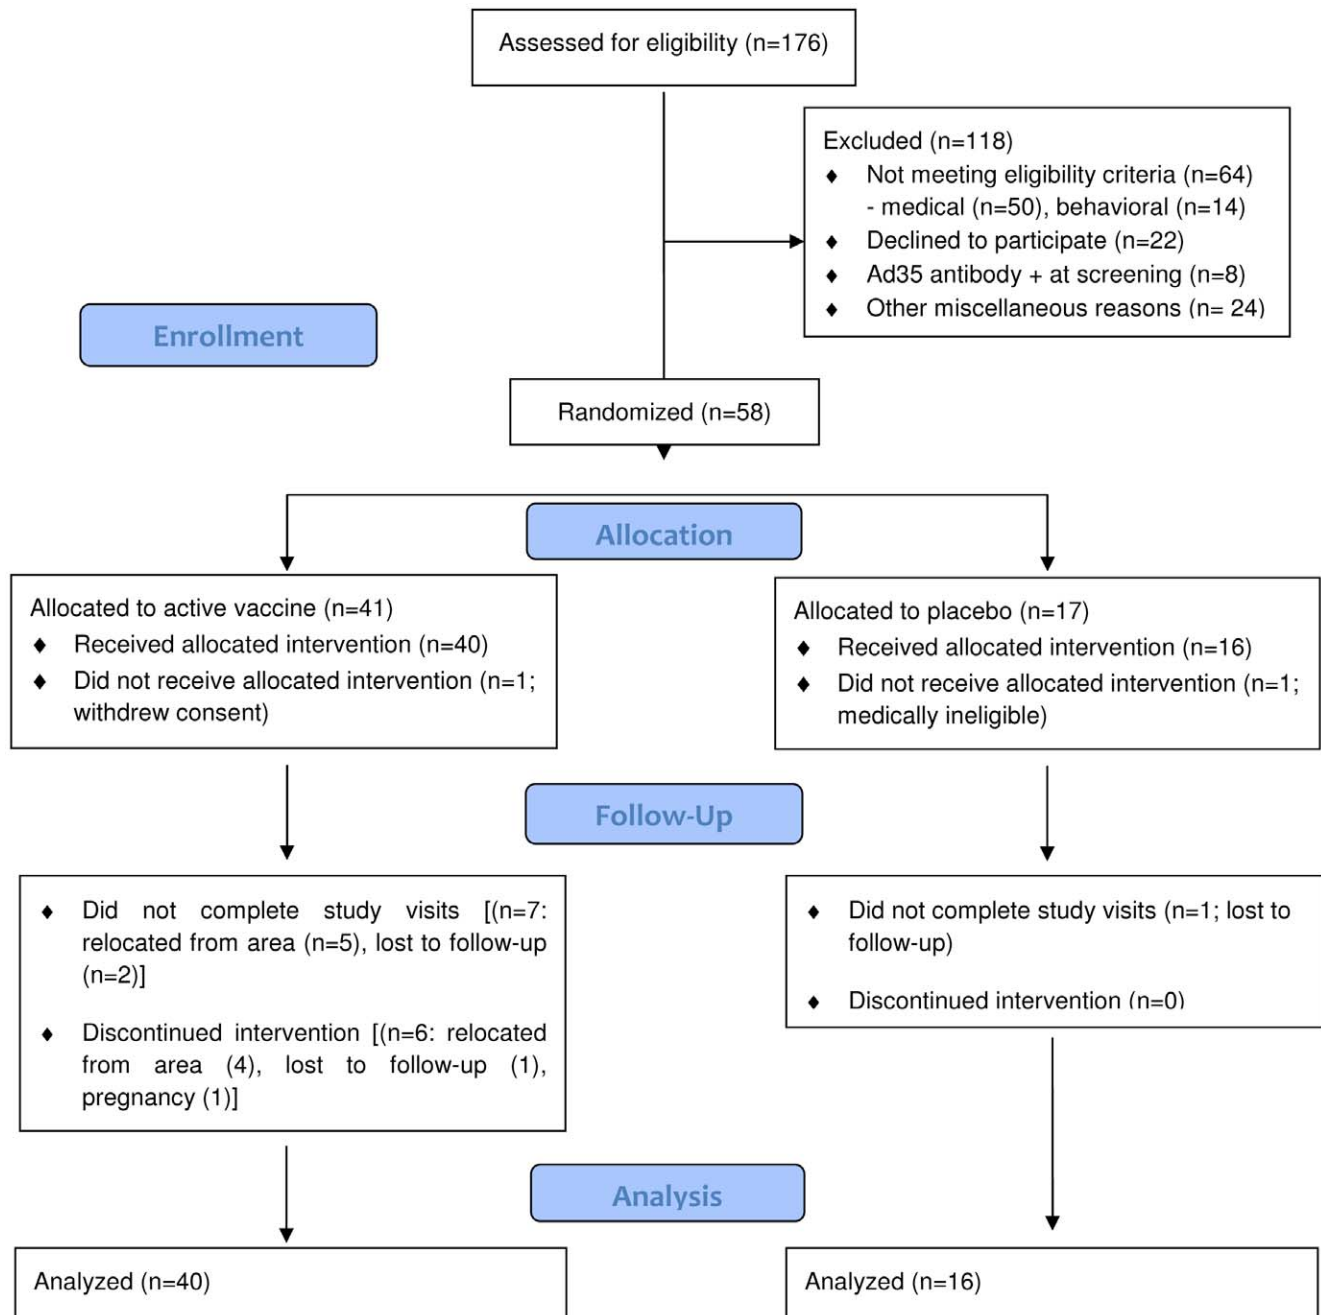 Assessed for eligibility (n=176)
Excluded (n=118)
♦ Not meeting eligibility criteria (n=64)
- medical (n=50), behavioral (n=14)
♦ Declined to participate (n=22)
♦ Ad35 antibody + at screening (n=8)
♦ Other miscellaneous reasons (n= 24)
Enrollment
Randomized (n=58)
Allocation
Allocated to active vaccine (n=41)
♦ Received allocated intervention (n=40)
♦ Did not receive allocated intervention (n=1;
withdrew consent)
Allocated to placebo (n=17)
♦ Received allocated intervention (n=16)
♦ Did not receive allocated intervention (n=1;
medically ineligible)
Follow-Up
♦ Did not complete study visits [(n=7:
relocated from area (n=5), lost to follow-up
(n=2)]
♦ Discontinued intervention [(n=6: relocated
from area (4), lost to follow-up (1),
pregnancy (1)]
♦ Did not complete study visits (n=1; lost to
follow-up)
♦ Discontinued intervention (n=0)
Analysis
Analyzed (n=40)
Analyzed (n=16)